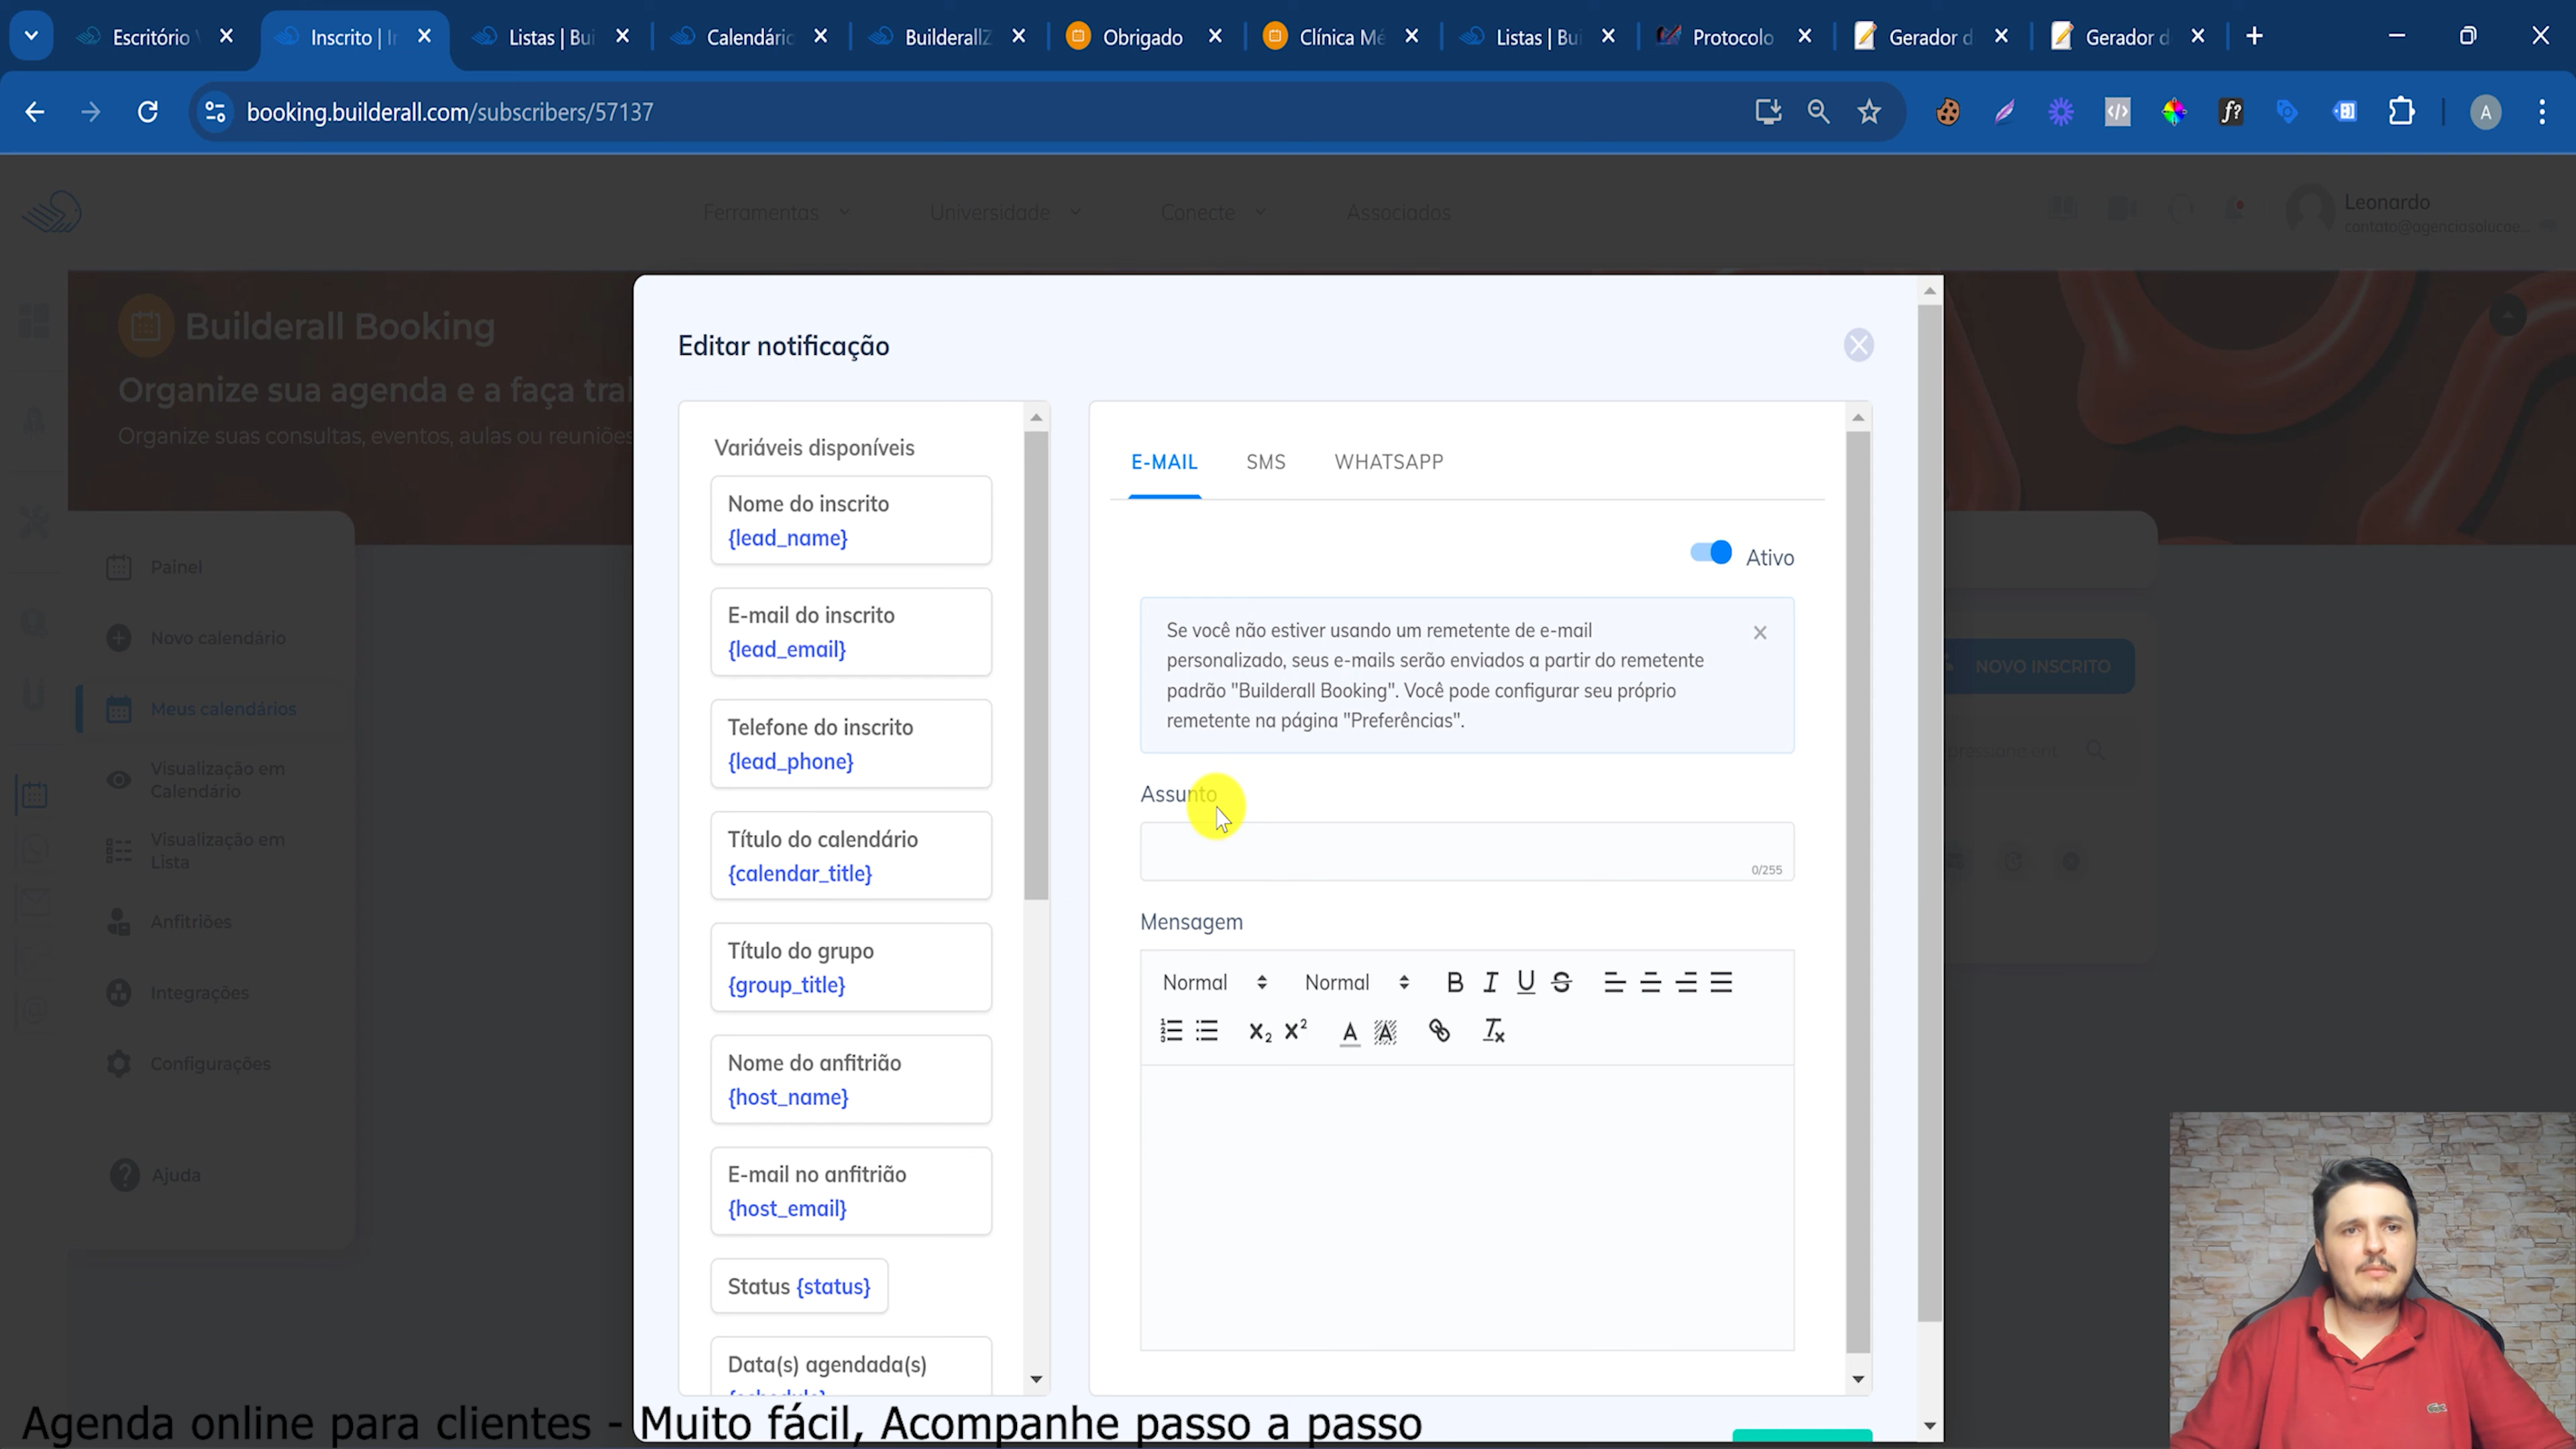 Escritório
Inscrito | I
Listas | Bui
Calendáric
BuilderallZ
Obrigado
Clínica Mé
Listas | Bui
Protocolo
Gerador d
Gerador d
booking.builderall.com/subscribers/57137
A
Ferramentas
Universidade
Conecte
Associados
Leonardo
contato@agenciasolucoe...
Builderall Booking
Organize sua agenda e a faça tra
Organize suas consultas, eventos, aulas ou reuniões
Painel
Novo calendário
Meus calendários
Visualização em
Calendário
Visualização em
Lista
Anfitriões
Integrações
Configurações
Ajuda
Editar notificação
Variáveis disponíveis
Nome do inscrito
{lead_name}
E-mail do inscrito
{lead_email}
Telefone do inscrito
{lead_phone}
Título do calendário
{calendar_title}
Título do grupo
{group_title}
Nome do anfitrião
{host_name}
E-mail no anfitrião
{host_email}
Status {status}
Data(s) agendada(s)
E-MAIL
SMS
WHATSAPP
Ativo
Se você não estiver usando um remetente de e-mail
personalizado, seus e-mails serão enviados a partir do remetente
padrão "Builderall Booking". Você pode configurar seu próprio
remetente na página "Preferências".
Assunto
0/255
Mensagem
Normal
Normal
NOVO INSCRITO
pressione ent
Agenda online para clientes - Muito fácil, Acompanhe passo a passo